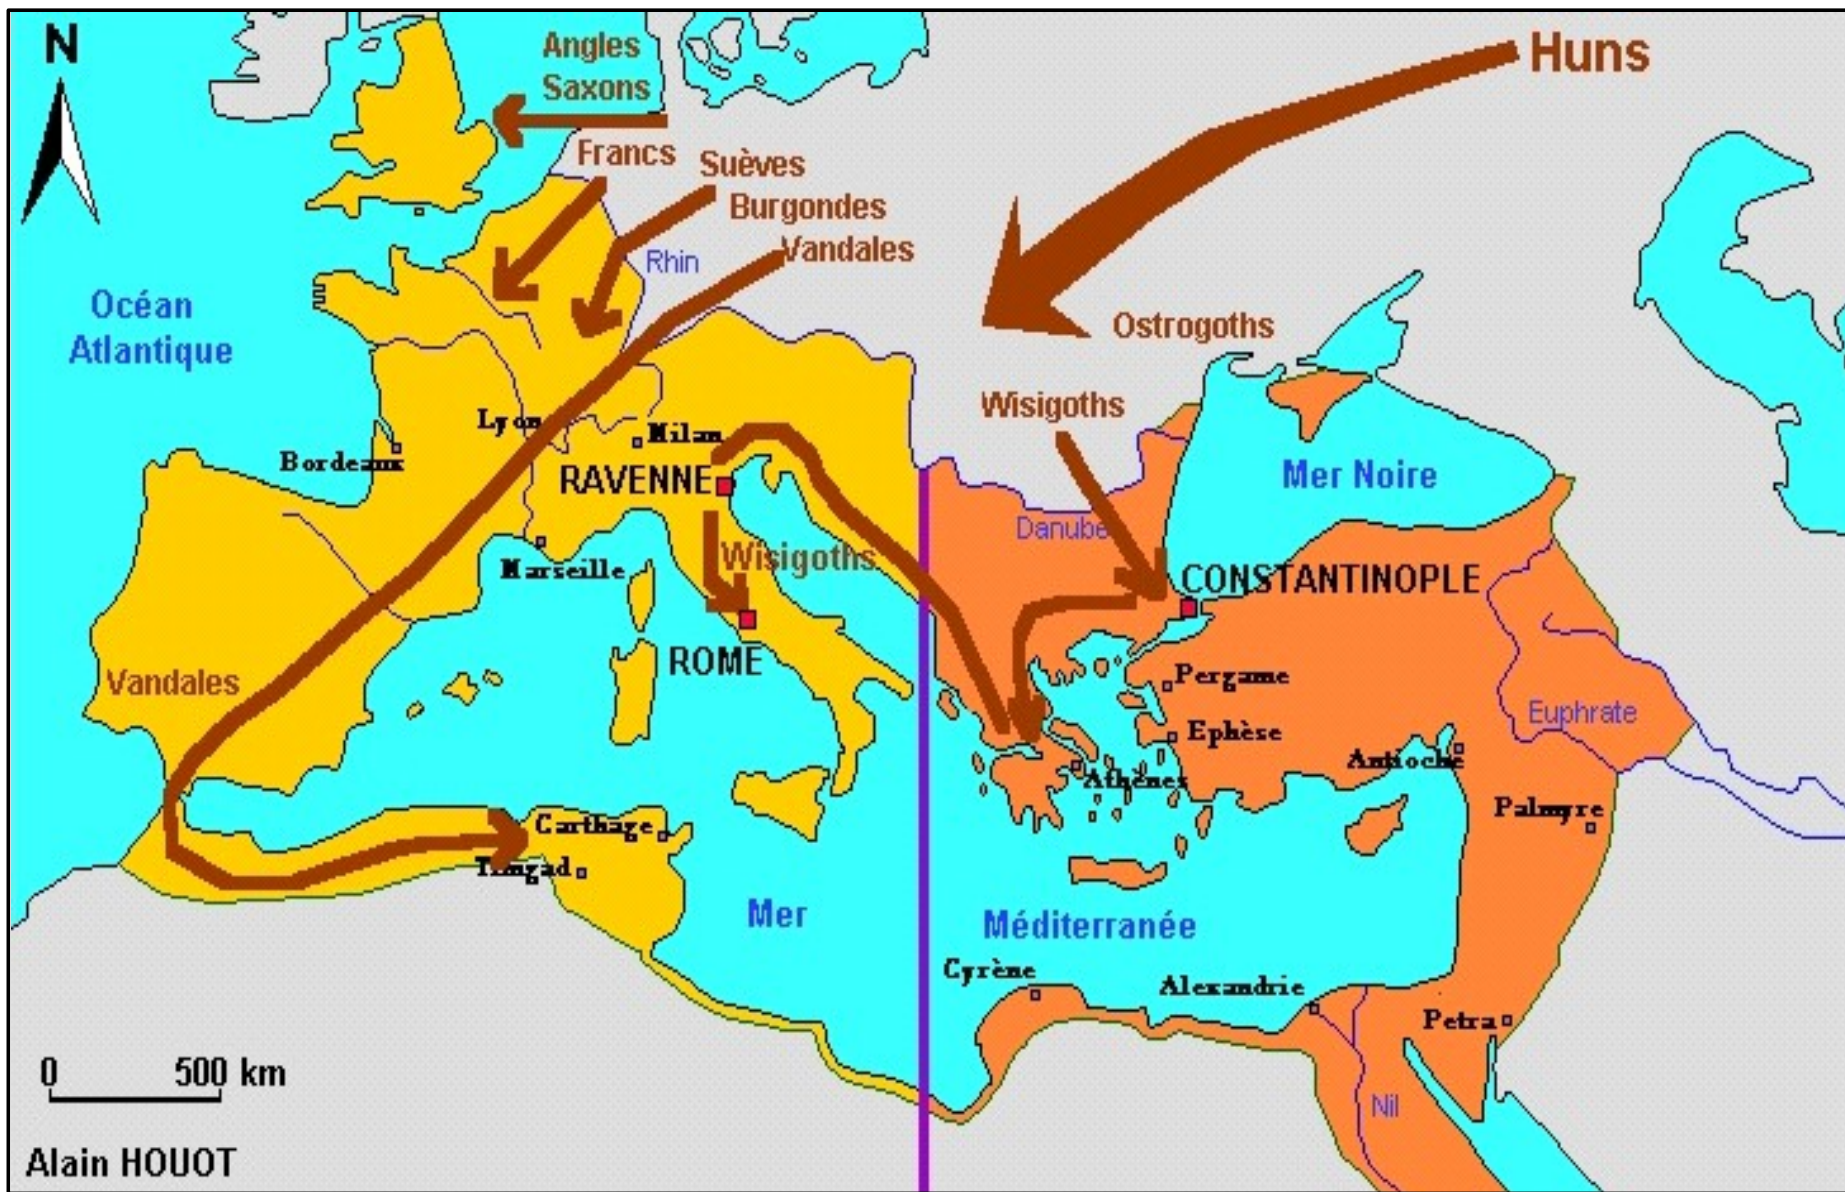 N
Angles
Saxons
Huns
Francs
Suèves
Burgondes
Vandales
Rhin
Océan
Atlantique
Ostrogoths
Wisigoths
Lyon
Milan
Bordeaux
RAVENNE
Mer Noire
Danube
Marseille
Wisigoths
CONSTANTINOPLE
ROME
Vandales
Pergame
Ephèse
Euphrate
Antioche
Athènes
Palmyre
Carthage
Timgad
Mer
Méditerranée
Cyrène
Alexandrie
Petra
0 500 km
Nil
Alain HOUOT